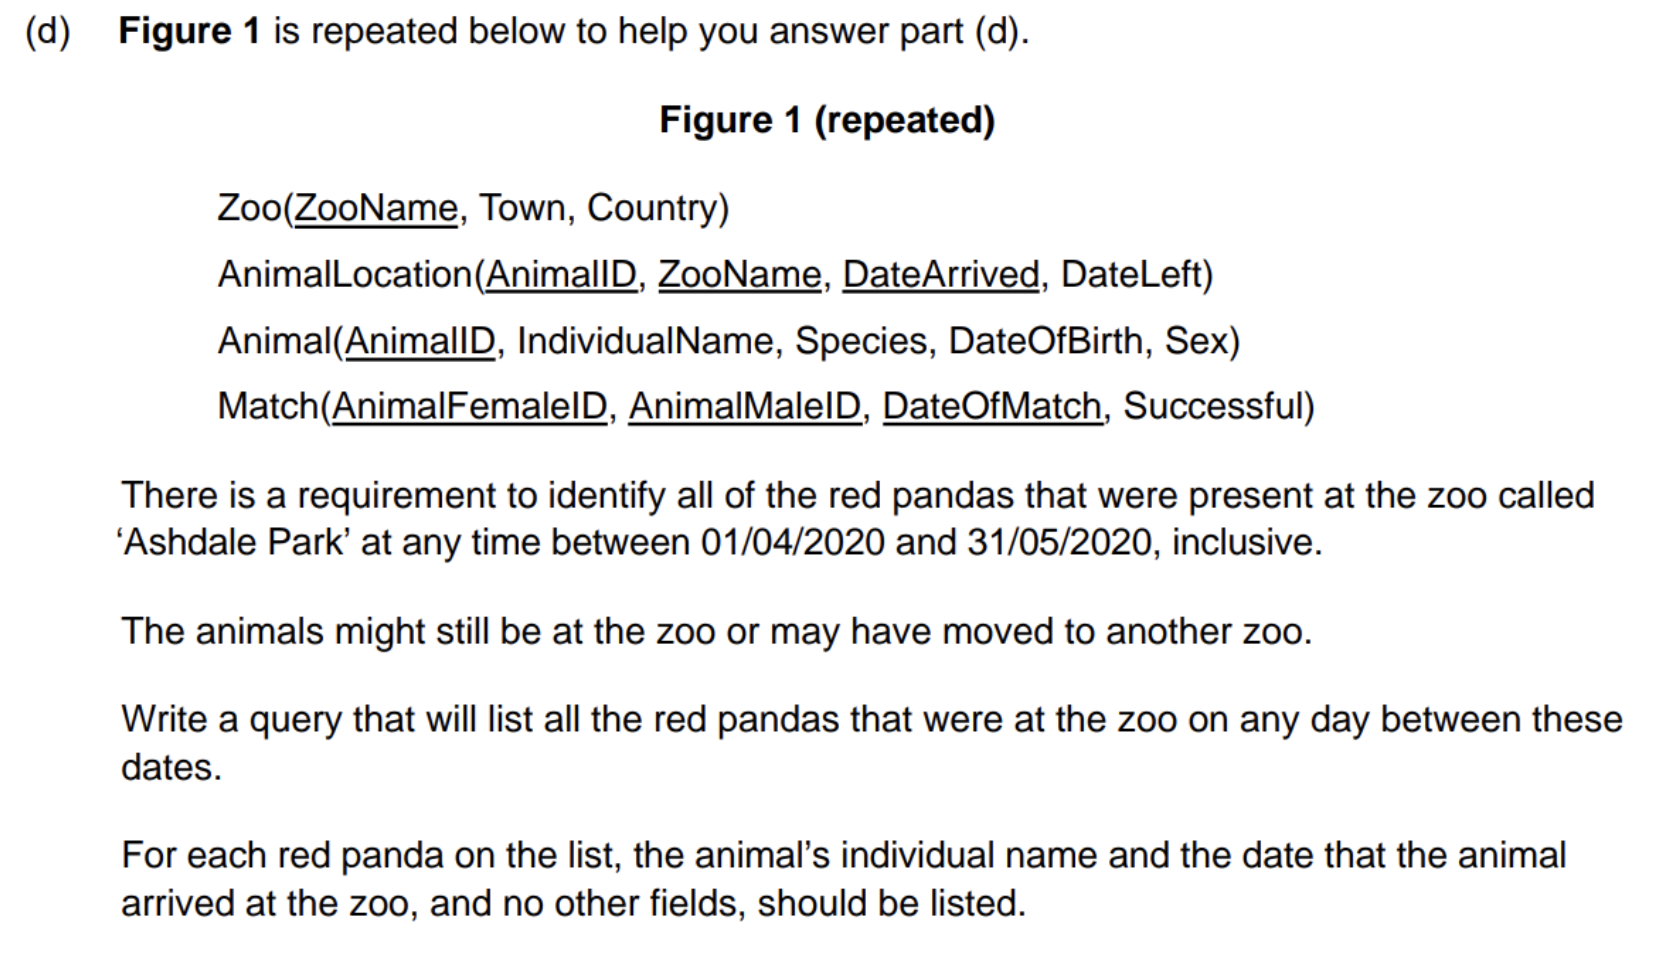 (d) Figure 1 is repeated below to help you answer part (d).
Figure 1 (repeated)
Zoo(ZooName, Town, Country)
AnimalLocation(AnimalID, ZooName, DateArrived, DateLeft)
Animal(AnimalID, IndividualName, Species, DateOfBirth, Sex)
Match(AnimalFemaleID, AnimalMaleID, DateOfMatch, Successful)
There is a requirement to identify all of the red pandas that were present at the zoo called
‘Ashdale Park’ at any time between 01/04/2020 and 31/05/2020, inclusive.
The animals might still be at the zoo or may have moved to another zoo.
Write a query that will list all the red pandas that were at the zoo on any day between these
dates.
For each red panda on the list, the animal’s individual name and the date that the animal
arrived at the zoo, and no other fields, should be listed.